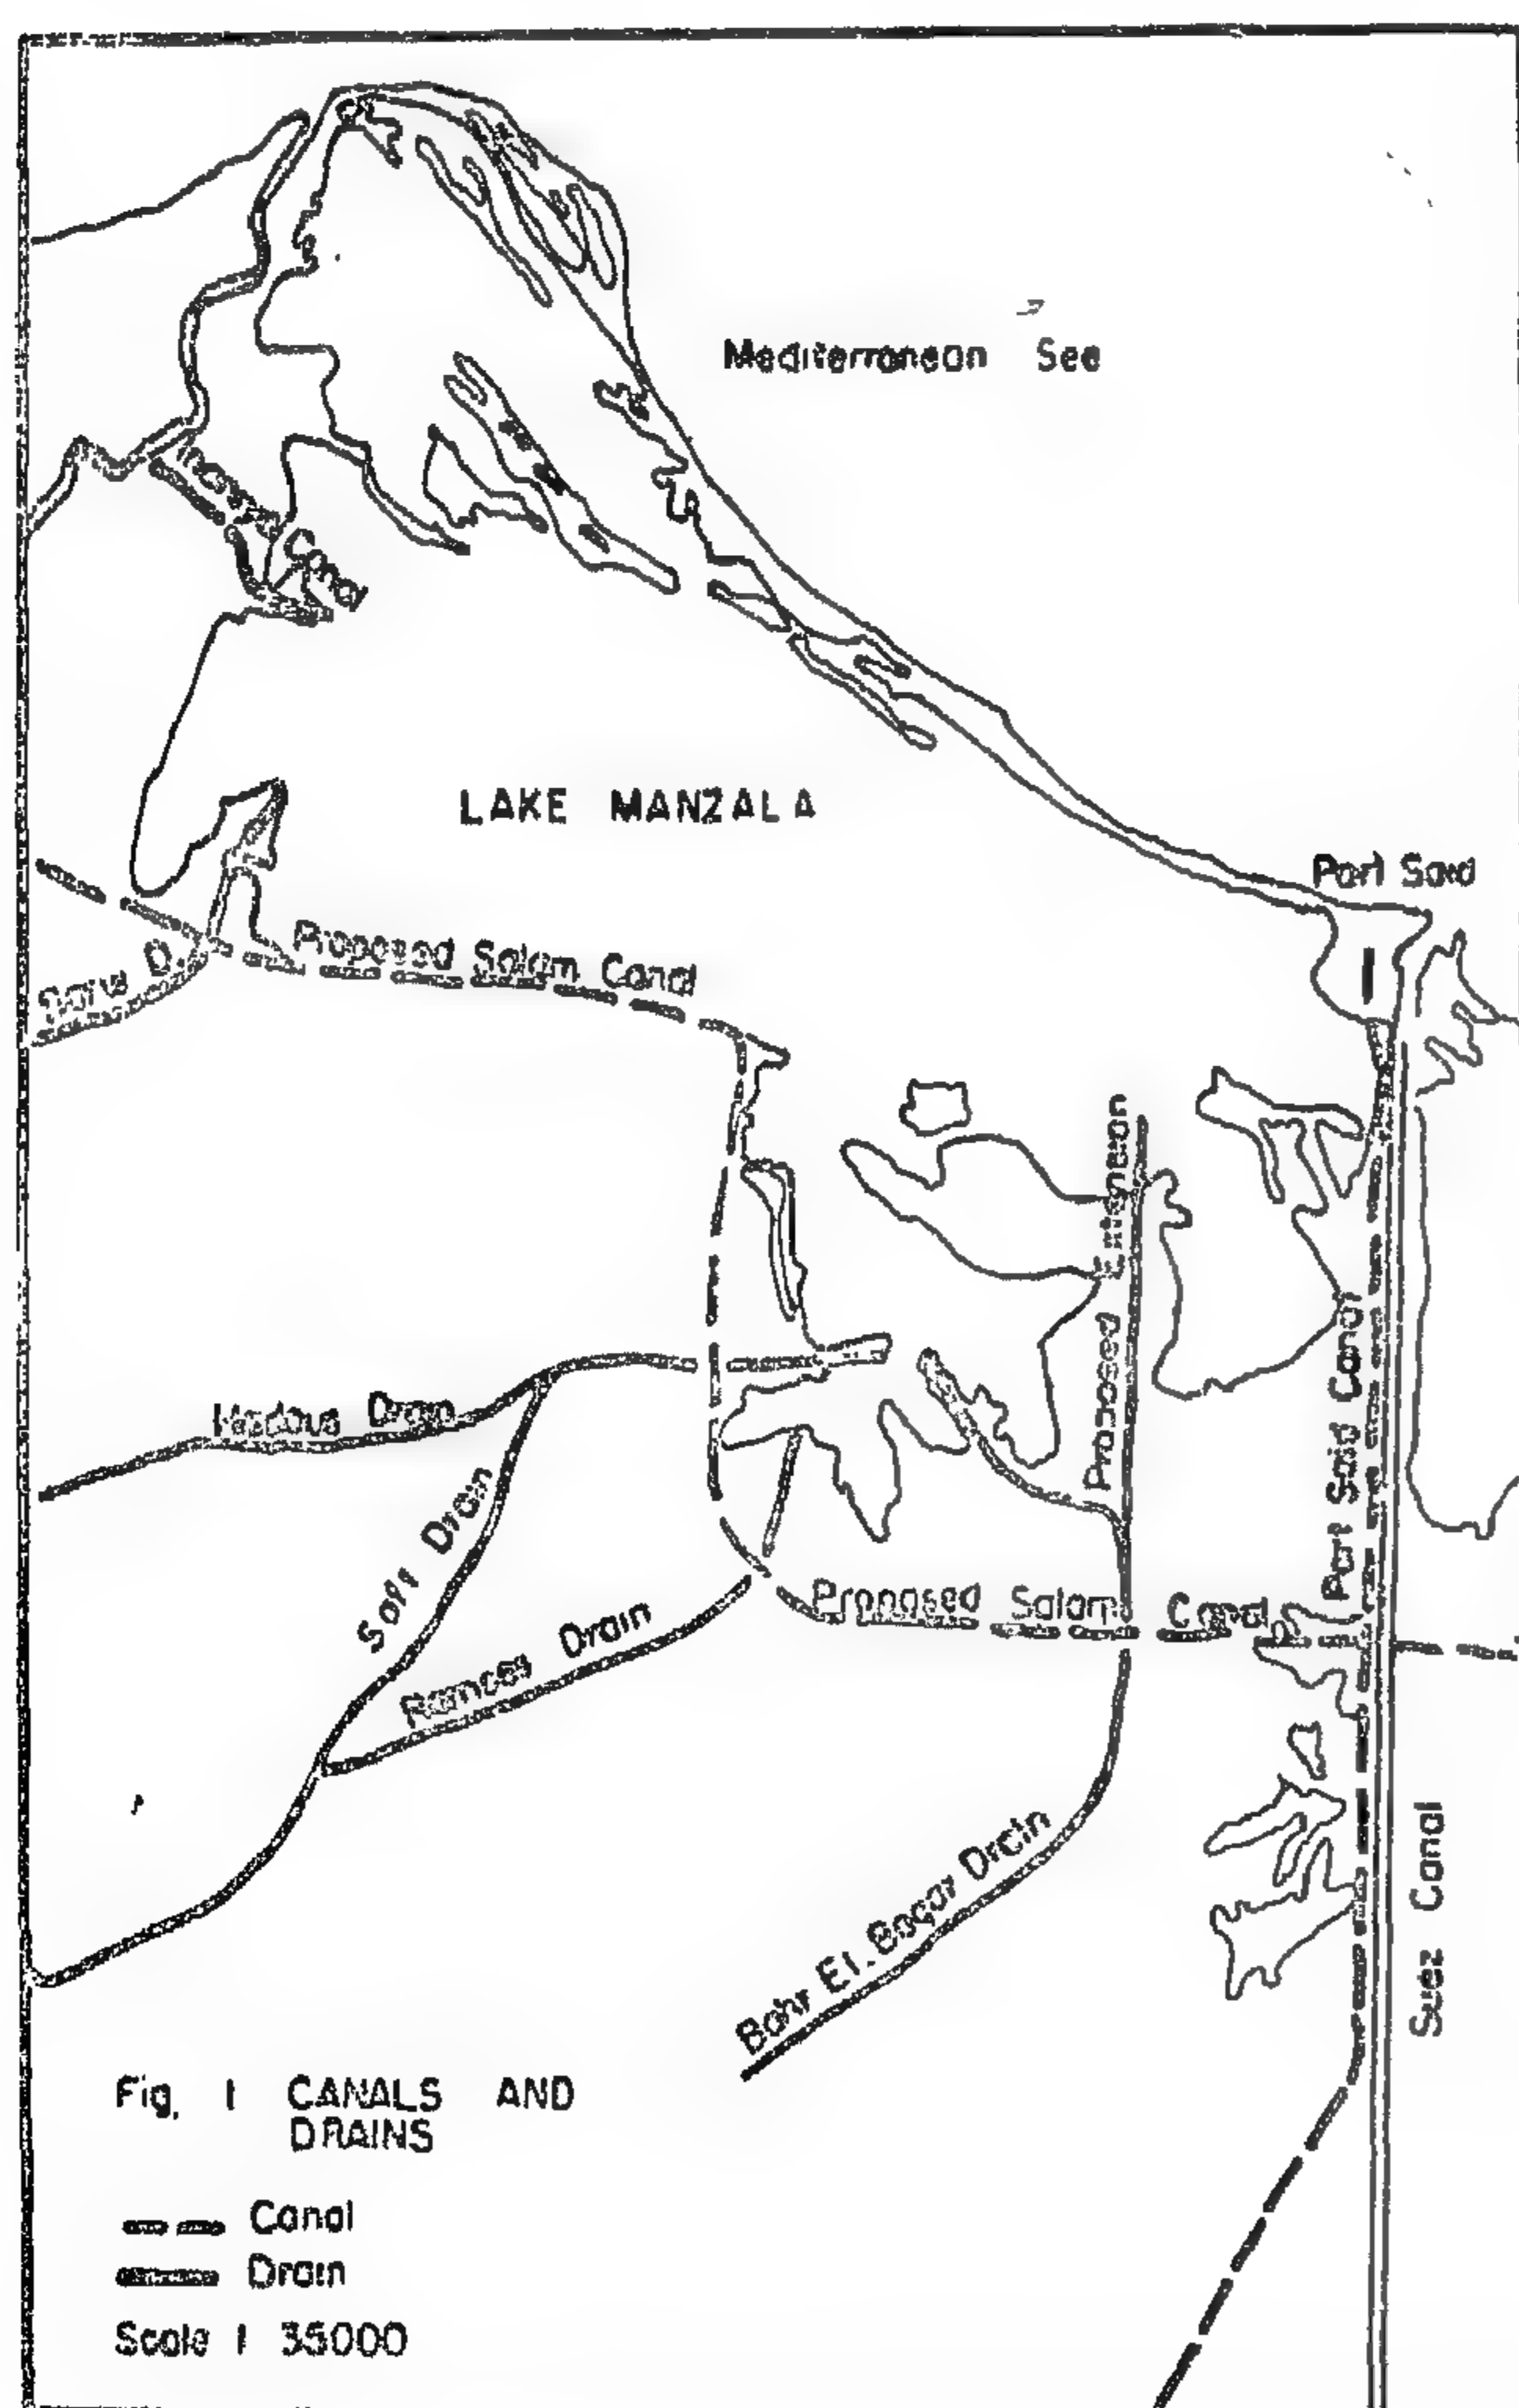 Mediterranean See
Canal
LAKE MANZALA
Port Said
Proposed Salam Canal
D.
Proposed Extension
Port Said Canal
Hadous Drain
Saft Drain
Ramces Drain
Proposed Salam Canal
Bahr El. Baqar Drain
Suez Canal
Fig. 1 CANALS AND
DRAINS
Canal
Drain
Scale 1 35000